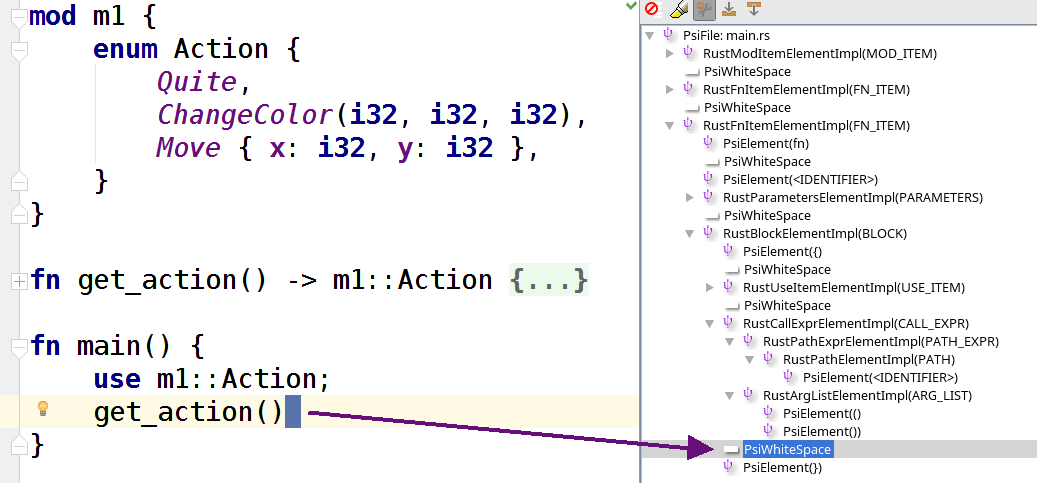 mod m1 {
enum Action {
Quite,
ChangeColor(i32, i32, i32),
Move { x: i32, y: i32 },
}
}
fn get_action() -> m1::Action {...}
fn main() {
use m1::Action;
get_action()
}
PsiFile: main.rs
RustModItemElementImpl(MOD_ITEM)
PsiWhiteSpace
RustFnItemElementImpl(FN_ITEM)
PsiWhiteSpace
RustFnItemElementImpl(FN_ITEM)
PsiElement(fn)
PsiWhiteSpace
PsiElement(<IDENTIFIER>)
RustParametersElementImpl(PARAMETERS)
PsiWhiteSpace
RustBlockElementImpl(BLOCK)
PsiElement({)
PsiWhiteSpace
RustUseItemElementImpl(USE_ITEM)
PsiWhiteSpace
RustCallExprElementImpl(CALL_EXPR)
RustPathExprElementImpl(PATH_EXPR)
RustPathElementImpl(PATH)
PsiElement(<IDENTIFIER>)
RustArgListElementImpl(ARG_LIST)
PsiElement(()
PsiElement())
PsiWhiteSpace
PsiElement(})